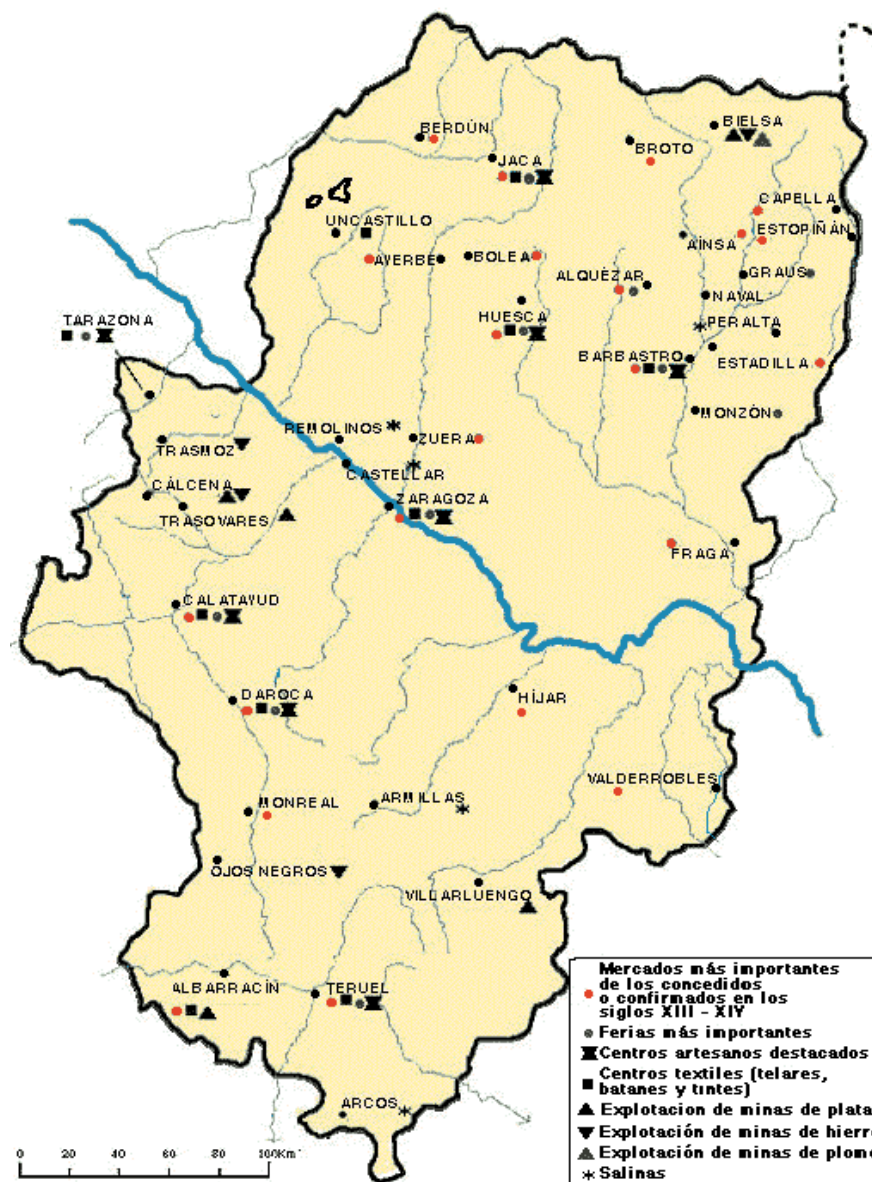 BERDÚN
BIELSA
BROTO
JACA
CAPELLA
UNCASTILLO
ESTOPIÑÁN
AÍNSA
AYERBE
BOLEA
ALQUÉZAR
GRAUS
NAVAL
TARAZONA
HUESCA
PERALTA
BARBASTRO
ESTADILLA
MONZÓN
REMOLINOS
ZUERA
TRASMOZ
CASTELLAR
CÁLCENA
ZARAGOZA
TRASOVARES
FRAGA
CALATAYUD
DAROCA
HÍJAR
VALDERROBLES
MONREAL
ARMILLAS
OJOS NEGROS
VILLARLUENGO
ALBARRACÍN
TERUEL
ARCOS
Mercados más importantes
de los concedidos
o confirmados en los
siglos XIII - XIV
Ferias más importantes
Centros artesanos destacados
Centros textiles (telares,
batanes y tintes)
Explotacion de minas de plata
Explotación de minas de hierr
Explotación de minas de plom
Salinas
0 20 40 60 80 100Km